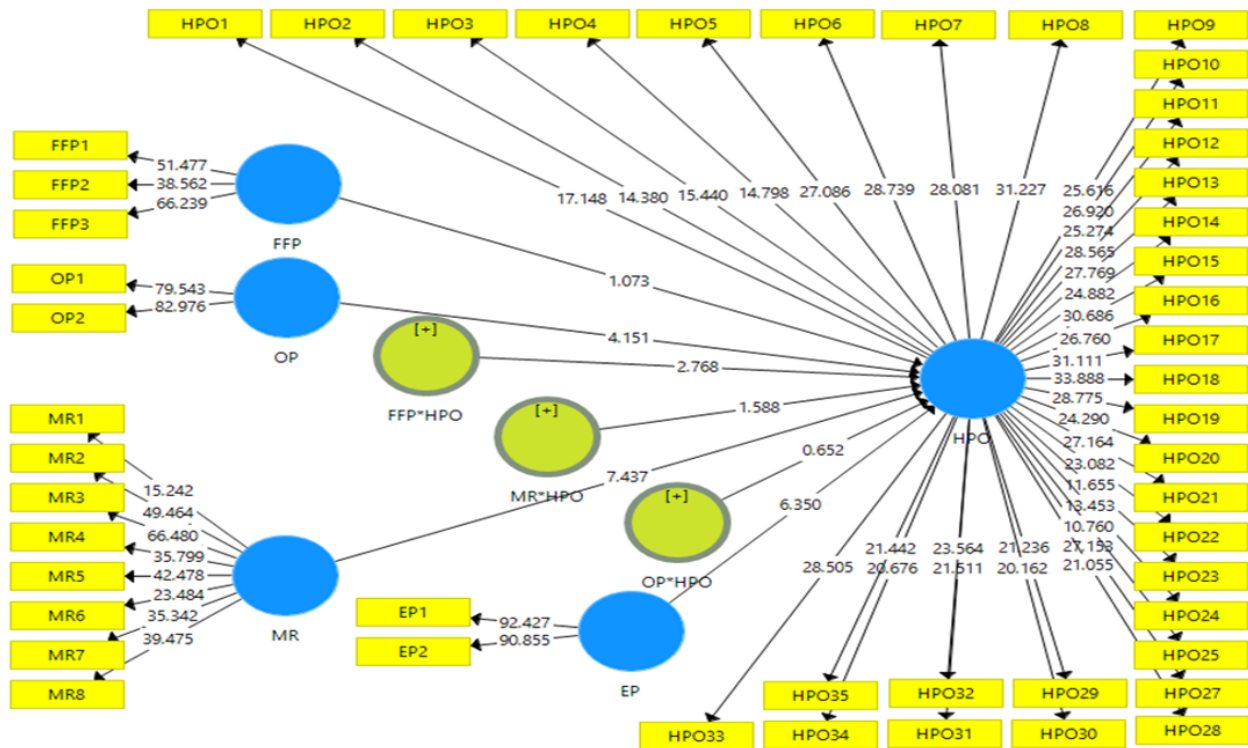 HPO1
HPO2
HPO3
HPO4
HPO5
HPO6
HPO7
HPO8
HPO9
HPO10
HPO11
HPO12
HPO13
HPO14
HPO15
HPO16
HPO17
HPO18
HPO19
HPO20
HPO21
HPO22
HPO23
HPO24
HPO25
HPO27
HPO28
17.148
14.380
15.440
14.798
27.086
28.739
28.081
31.227
25.616
26.920
25.274
28.565
27.769
24.882
30.686
26.760
31.111
33.888
28.775
24.290
27.164
23.082
11.655
13.453
10.760
27.153
21.055
FFP1
FFP2
FFP3
51.477
38.562
66.239
FFP
1.073
OP1
OP2
79.543
82.976
OP
4.151
[+]
FFP*HPO
2.768
[+]
MR*HPO
1.588
[+]
OP*HPO
0.652
HPO
MR1
MR2
MR3
MR4
MR5
MR6
MR7
MR8
15.242
49.464
66.480
35.799
42.478
23.484
35.342
39.475
MR
7.437
EP1
EP2
92.427
90.855
EP
6.350
28.505
21.442
20.676
23.564
21.511
21.236
20.162
HPO35
HPO32
HPO29
HPO33
HPO34
HPO31
HPO30